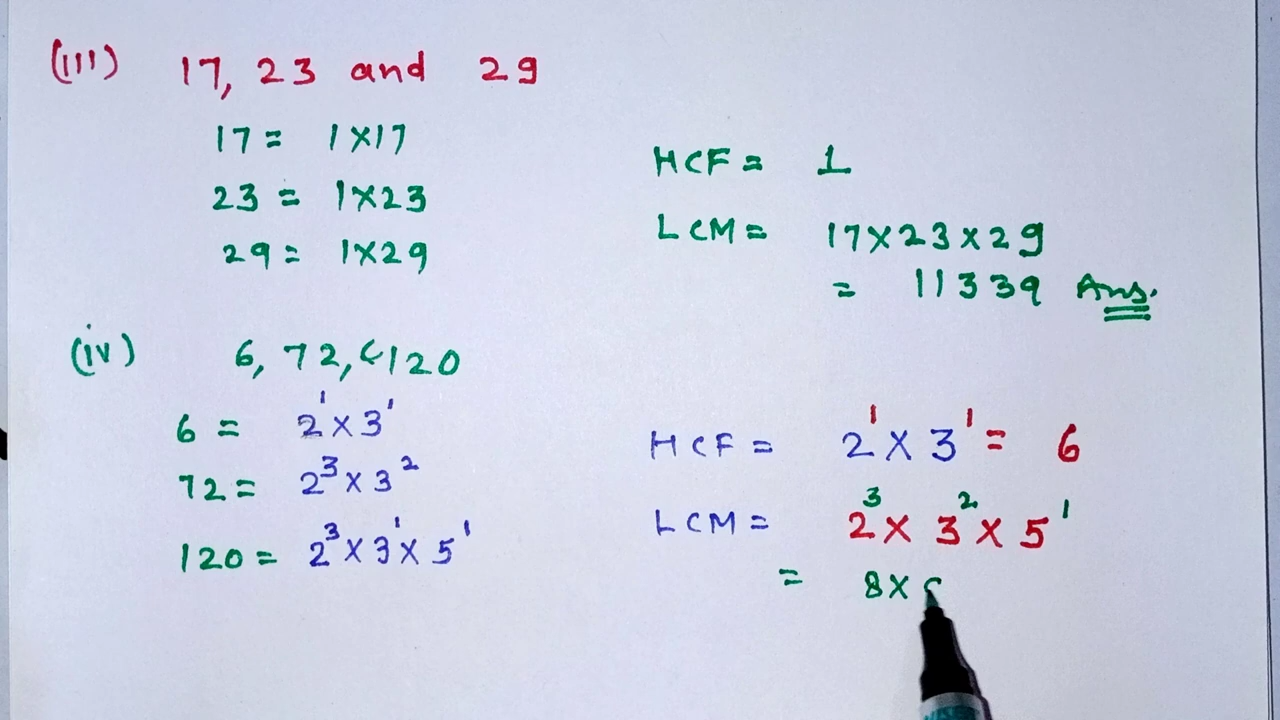 (iii) 17, 23 and 29
17 = 1×17
23 = 1×23
29 = 1×29
HCF = 1
LCM = 17×23×29
= 11339 Ans.
(iv) 6, 72, 120
6 = 2¹×3¹
72 = 2³×3²
120 = 2³×3¹×5¹
HCF = 2¹×3¹ = 6
LCM = 2³×3²×5¹
= 8×